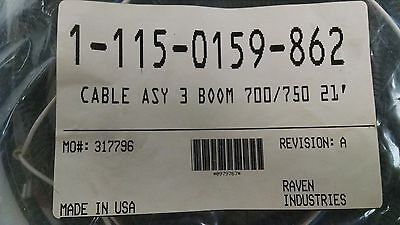 1-115-0159-862
CABLE ASY 3 BOOM 700/750 21'
MO#: 317796
REVISION: A
*0979767*
RAVEN
INDUSTRIES
MADE IN USA